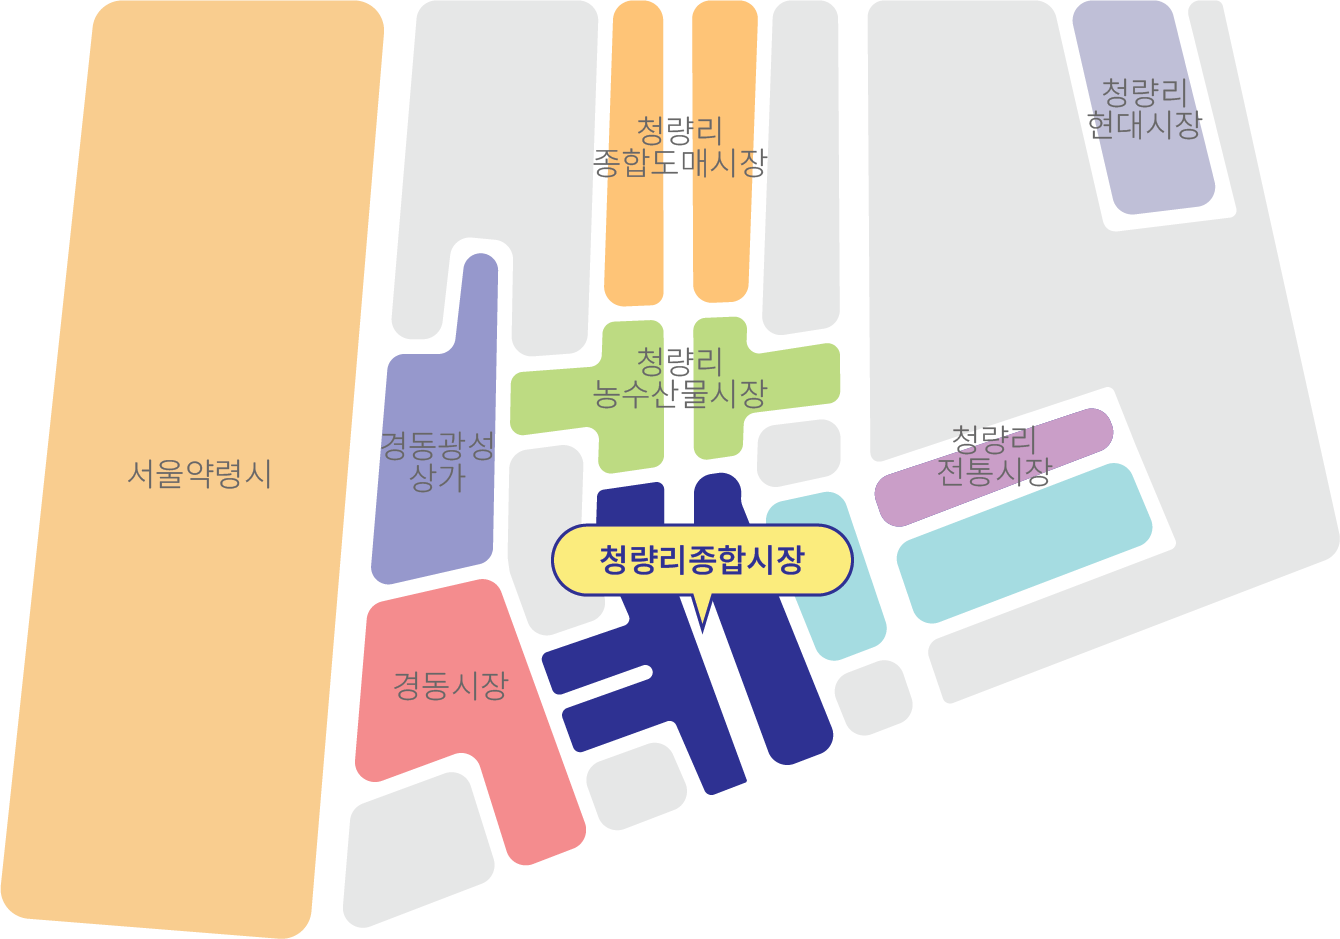 청량리
현대시장
청량리
종합도매시장
청량리
농수산물시장
경동광성
상가
청량리
전통시장
서울약령시
청량리종합시장
경동시장